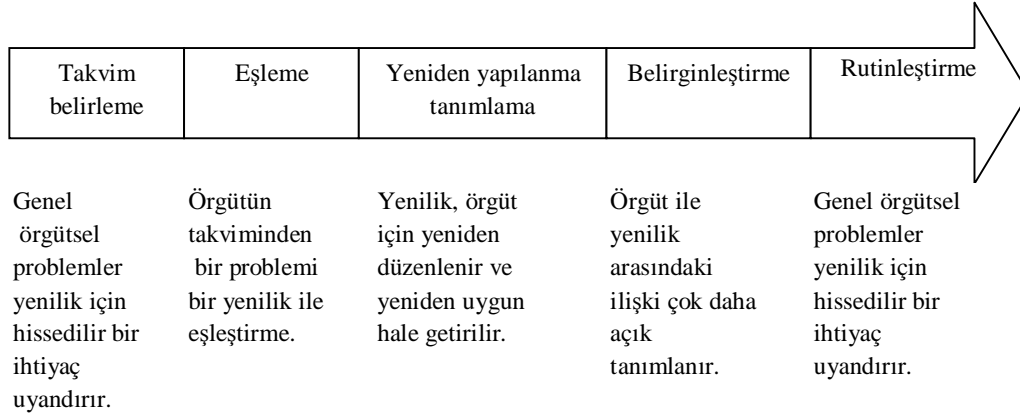 Takvim
belirleme
Eşleme
Yeniden yapılanma
tanımlama
Belirginleştirme
Rutinleştirme
Genel
örgütsel
problemler
yenilik için
hissedilir bir
ihtiyaç
uyandırır.
Örgütün
takviminden
bir problemi
bir yenilik ile
eşleştirme.
Yenilik, örgüt
için yeniden
düzenlenir ve
yeniden uygun
hale getirilir.
Örgüt ile
yenilik
arasındaki
ilişki çok daha
açık
tanımlanır.
Genel örgütsel
problemler
yenilik için
hissedilir bir
ihtiyaç
uyandırır.